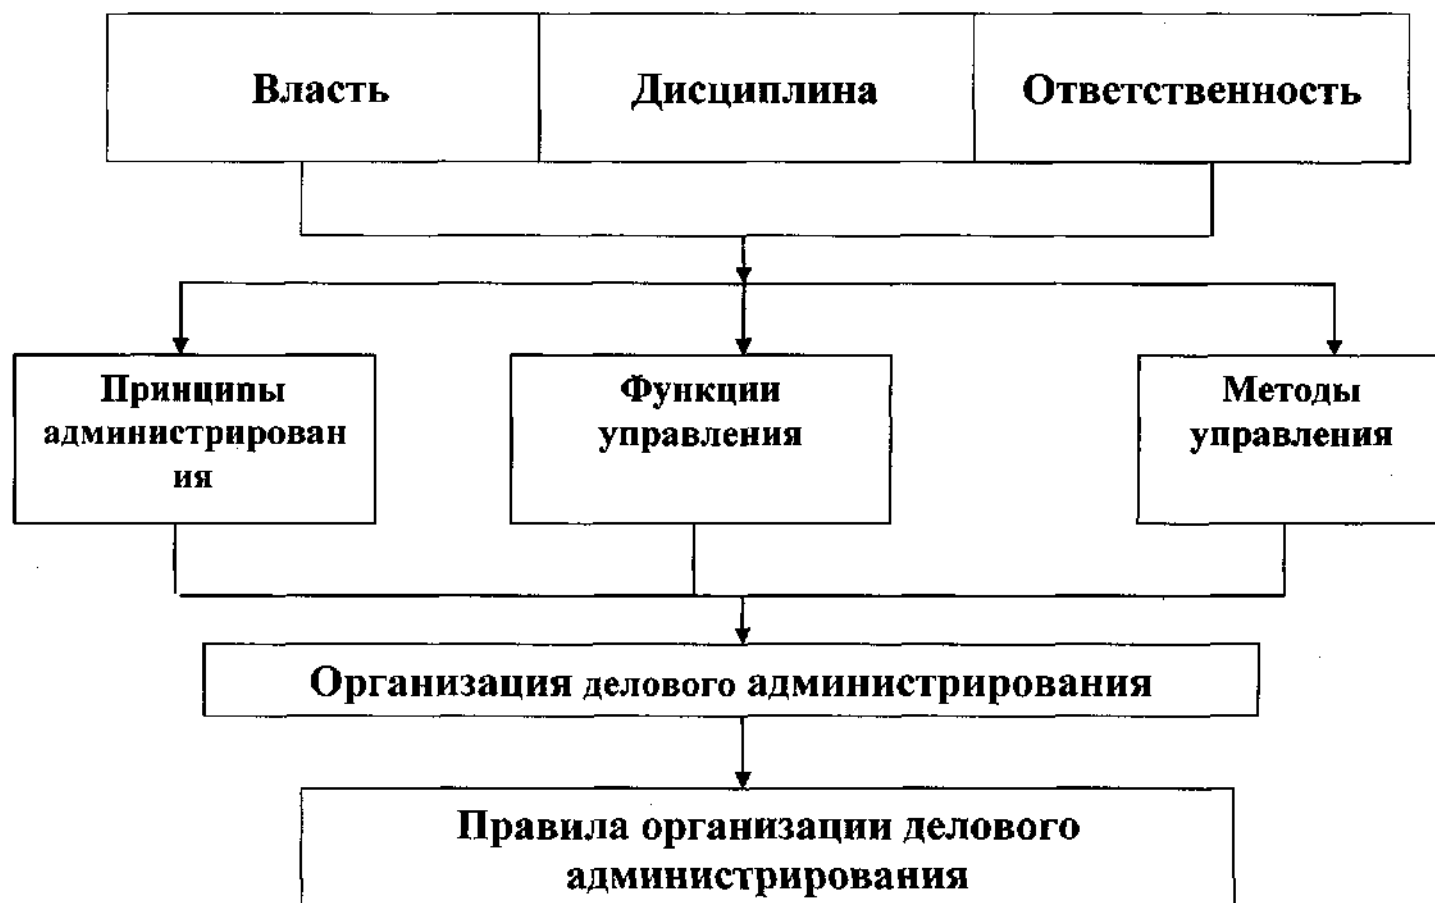 Власть Дисциплина Ответственность
Принципы
администрирован
ия
Функции
управления
Методы
управления
Организация делового администрирования
Правила организации делового
администрирования